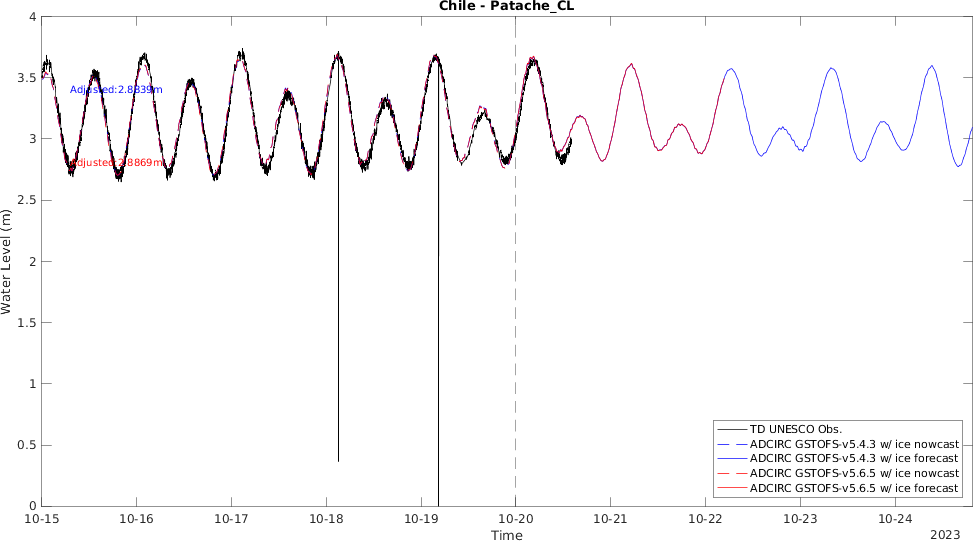 Chile - Patache_CL
4
3.5
3
2.5
2
1.5
1
0.5
0
Water Level (m)
Adjusted:2.8839m
Adjusted:2.8869m
TD UNESCO Obs.
ADCIRC GSTOFS-v5.4.3 w/ ice nowcast
ADCIRC GSTOFS-v5.4.3 w/ ice forecast
ADCIRC GSTOFS-v5.6.5 w/ ice nowcast
ADCIRC GSTOFS-v5.6.5 w/ ice forecast
10-15 10-16 10-17 10-18 10-19 10-20 10-21 10-22 10-23 10-24
Time
2023